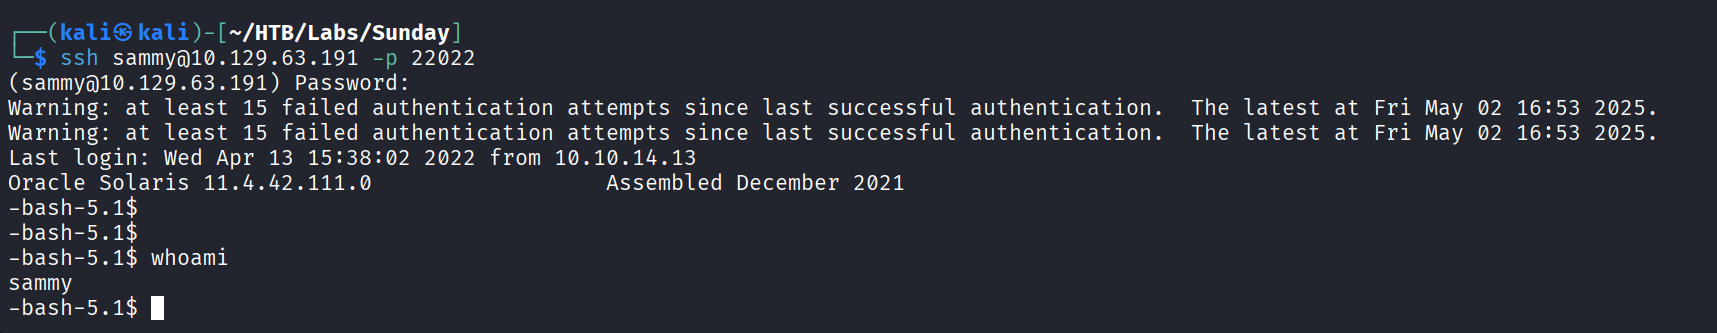 ┌──(kali㉿kali)-[~/HTB/Labs/Sunday]
└─$ ssh sammy@10.129.63.191 -p 22022
(sammy@10.129.63.191) Password:
Warning: at least 15 failed authentication attempts since last successful authentication.  The latest at Fri May 02 16:53 2025.
Warning: at least 15 failed authentication attempts since last successful authentication.  The latest at Fri May 02 16:53 2025.
Last login: Wed Apr 13 15:38:02 2022 from 10.10.14.13
Oracle Solaris 11.4.42.111.0                  Assembled December 2021
-bash-5.1$
-bash-5.1$
-bash-5.1$ whoami
sammy
-bash-5.1$